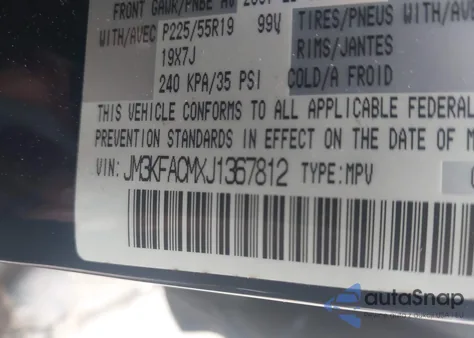 FRONT GAWR/PNBE AV
WITH/AVEC P225/55R19 99V TIRES/PNEUS WITH/AVEC
19X7J RIMS/JANTES
240 KPA/35 PSI COLD/A FROID
THIS VEHICLE CONFORMS TO ALL APPLICABLE FEDERAL
PREVENTION STANDARDS IN EFFECT ON THE DATE OF M
VIN: JM3KFACMXJ1367812 TYPE:MPV
autaSnap